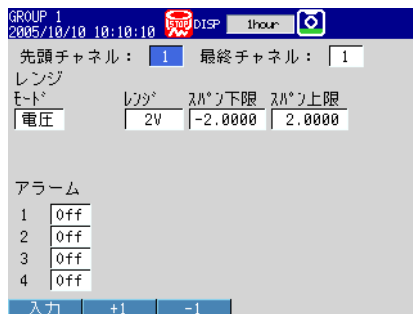 GROUP 1
2005/10/10 10:10:10 STOP DISP 1hour
先頭チャネル： 1 最終チャネル： 1
レンジ
ﾓｰﾄﾞ ﾚﾝｼﾞ ｽﾊﾟﾝ下限 ｽﾊﾟﾝ上限
電圧 2V -2.0000 2.0000
アラーム
1 Off
2 Off
3 Off
4 Off
入力 +1 -1